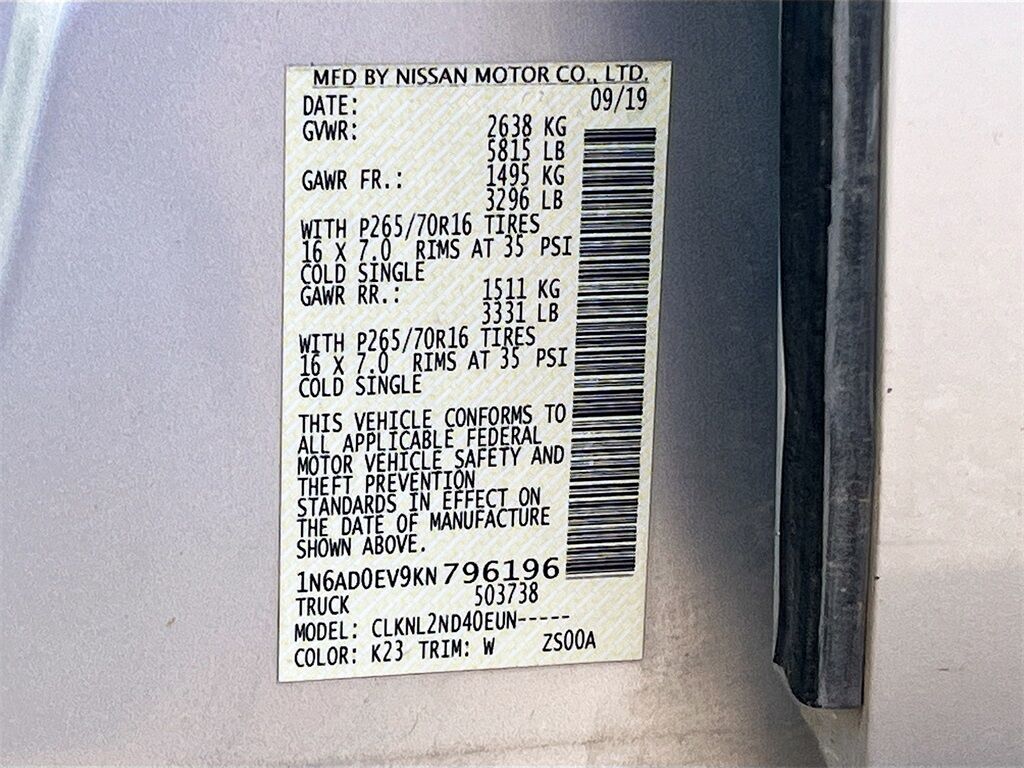 MFD BY NISSAN MOTOR CO., LTD.
DATE: 09/19
GVWR: 2638 KG
5815 LB
GAWR FR.: 1495 KG
3296 LB
WITH P265/70R16 TIRES
16 X 7.0 RIMS AT 35 PSI
COLD SINGLE
GAWR RR.: 1511 KG
3331 LB
WITH P265/70R16 TIRES
16 X 7.0 RIMS AT 35 PSI
COLD SINGLE
THIS VEHICLE CONFORMS TO
ALL APPLICABLE FEDERAL
MOTOR VEHICLE SAFETY AND
THEFT PREVENTION
STANDARDS IN EFFECT ON
THE DATE OF MANUFACTURE
SHOWN ABOVE.
1N6AD0EV9KN796196
TRUCK 503738
MODEL: CLKNL2ND40EUN-----
COLOR: K23 TRIM: W ZS00A